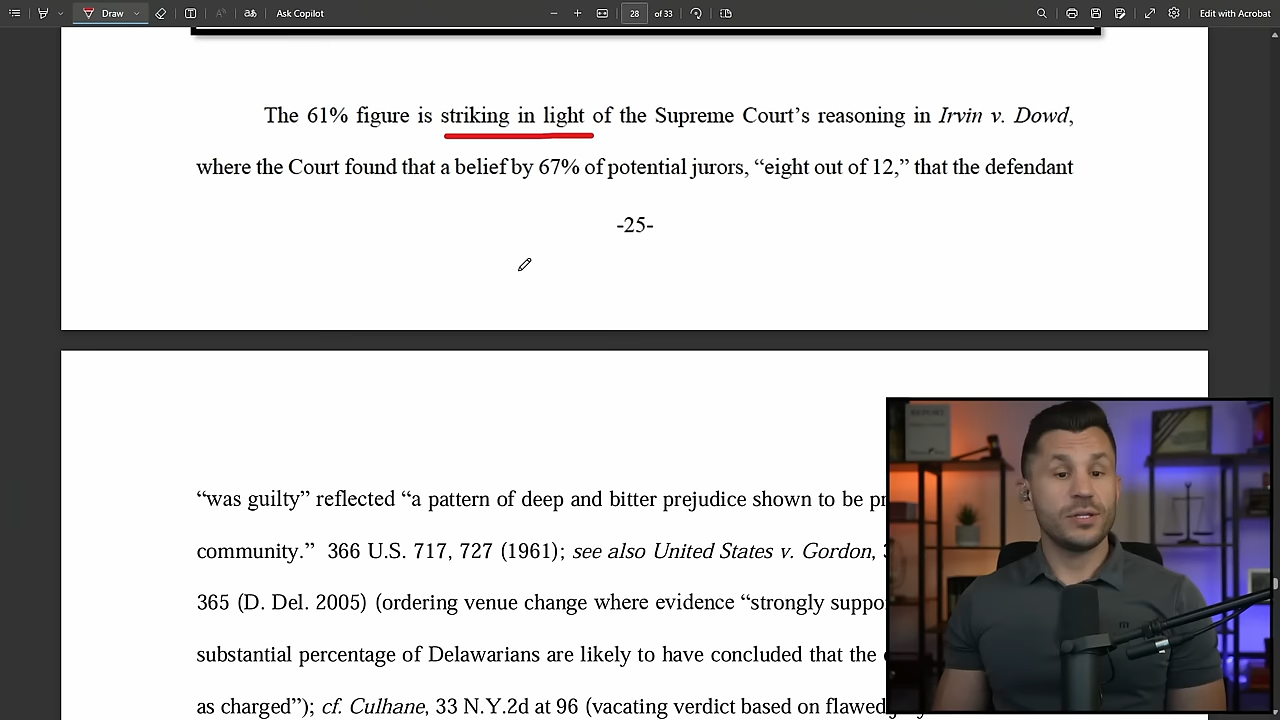 Draw
Ask Copilot
28 of 33
Edit with Acrobat
The 61% figure is striking in light of the Supreme Court’s reasoning in Irvin v. Dowd,
where the Court found that a belief by 67% of potential jurors, “eight out of 12,” that the defendant
-25-
“was guilty” reflected “a pattern of deep and bitter prejudice shown to be
community.” 366 U.S. 717, 727 (1961); see also United States v. Gordon,
365 (D. Del. 2005) (ordering venue change where evidence “strongly
substantial percentage of Delawarians are likely to have concluded that the
as charged”); cf. Culhane, 33 N.Y.2d at 96 (vacating verdict based on flawed